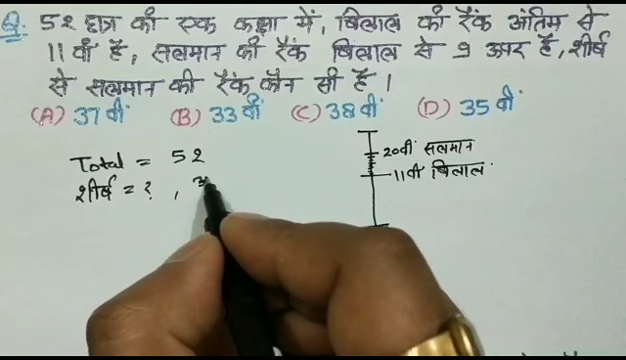 Q. 52 छात्र की एक कक्षा में, बिलाल की रैंक अंतिम से
11 वीं है, सलमान की रैंक बिलाल से 9 ऊपर है, शीर्ष
से सलमान की रैंक कौन सी है ।
(A) 37 वीं (B) 33 वीं (C) 38 वीं (D) 35 वीं
Total = 52
शीर्ष = ? ,
20वीं सलमान
11वीं बिलाल